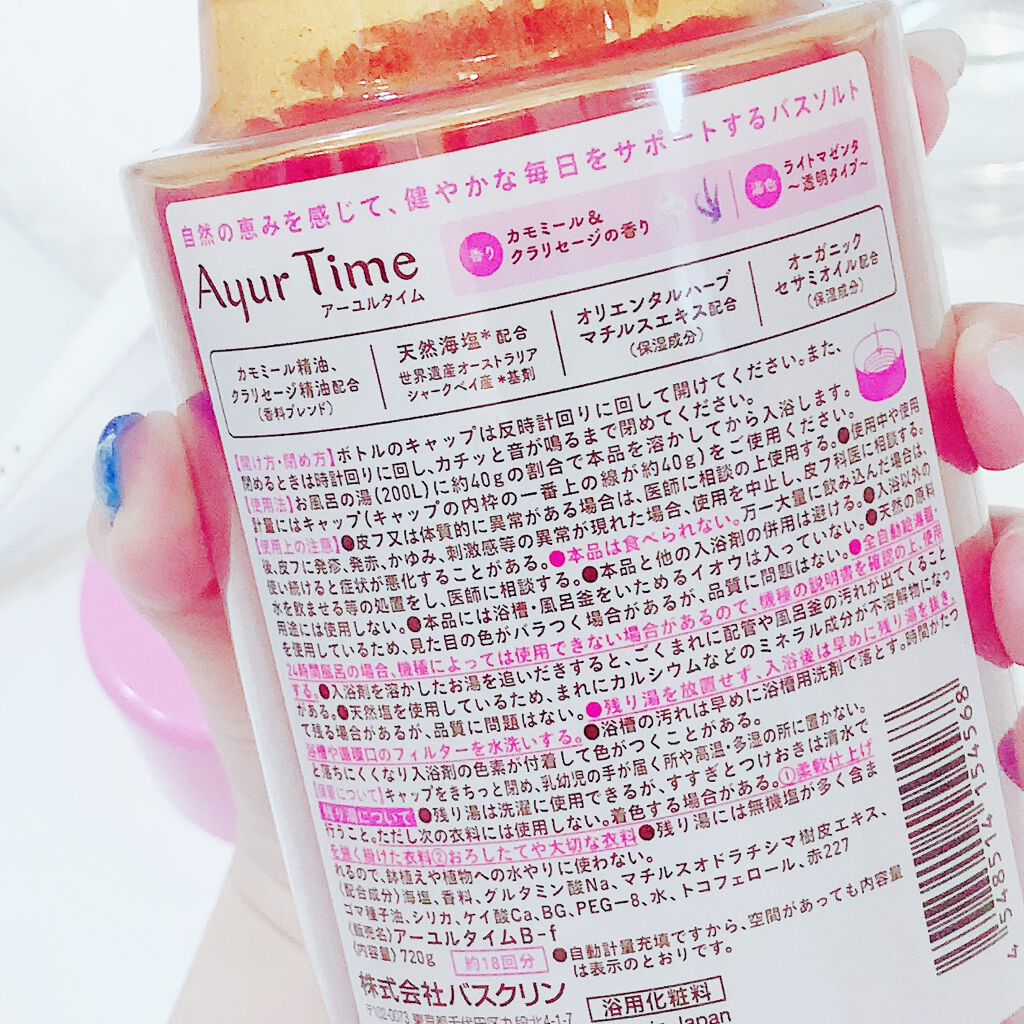 自然の恵みを感じて、健やかな毎日をサポートするバスソルト
Ayur Time
アーユルタイム
香り カモミール&
クラリセージの香り
湯色 ライトマゼンタ
〜透明タイプ〜
カモミール精油、
クラリセージ精油配合
(香料ブレンド)
天然海塩*配合
世界遺産オーストラリア
シャークベイ産 *基剤
オリエンタルハーブ
マチルスエキス配合
(保湿成分)
オーガニック
セサミオイル配合
(保湿成分)
【開け方・閉め方】ボトルのキャップは反時計回りに回して開けてください。また、
閉めるときは時計回りに回し、カチッと音が鳴るまで閉めてください。
【使用法】お風呂の湯(200L)に約40gの割合で本品を溶かしてから入浴します。
計量にはキャップ(キャップの内枠の一番上の線が約40g)をご使用ください。
【使用上の注意】●皮フ又は体質的に異常がある場合は、医師に相談の上使用する。●使用中や使用
後、皮フに発疹、発赤、かゆみ、刺激感等の異常が現れた場合、使用を中止し、皮フ科医に相談する。
使い続けると症状が悪化することがある。●本品は食べられない。万一大量に飲み込んだ場合は、
水を飲ませる等の処置をし、医師に相談する。●本品と他の入浴剤の併用は避ける。●入浴以外の
用途には使用しない。●本品には浴槽・風呂釜をいためるイオウは入っていない。●天然の原料
を使用しているため、見た目の色がバラつく場合があるが、品質に問題はない。●全自動給湯器・
24時間風呂の場合、機種によっては使用できない場合があるので、機種の説明書を確認の上、使用
する。●入浴剤を溶かしたお湯を追いだきすると、ごくまれに配管や風呂釜の汚れが出てくること
がある。●天然塩を使用しているため、まれにカルシウムなどのミネラル成分が不溶解物になっ
て残る場合があるが、品質に問題はない。●残り湯を放置せず、入浴後は早めに残り湯を抜き、
浴槽や循環口のフィルターを水洗いする。●浴槽の汚れは早めに浴槽用洗剤で落とす。時間がたつ
と落ちにくくなり入浴剤の色素が付着して色がつくことがある。
【保管について】キャップをきちっと閉め、乳幼児の手が届く所や高温・多湿の所に置かない。
残り湯について ●残り湯は洗濯に使用できるが、すすぎとつけおきは清水で
行うこと。ただし次の衣料には使用しない。着色する場合がある。①柔軟仕上げ
を強く掛けた衣料②おろしたてや大切な衣料●残り湯には無機塩が多く含ま
れるので、鉢植えや植物への水やりに使わない。
〈配合成分〉海塩、香料、グルタミン酸Na、マチルスオドラチシマ樹皮エキス、
ゴマ種子油、シリカ、ケイ酸Ca、BG、PEG-8、水、トコフェロール、赤227
〈販売名〉アーユルタイムB-f
〈内容量〉720g 約18回分
●自動計量充填ですから、空間があっても内容量
は表示のとおりです。
株式会社バスクリン
〒102-0073 東京都千代田区九段北4-1-7
浴用化粧料
Japan
4 548514 154568